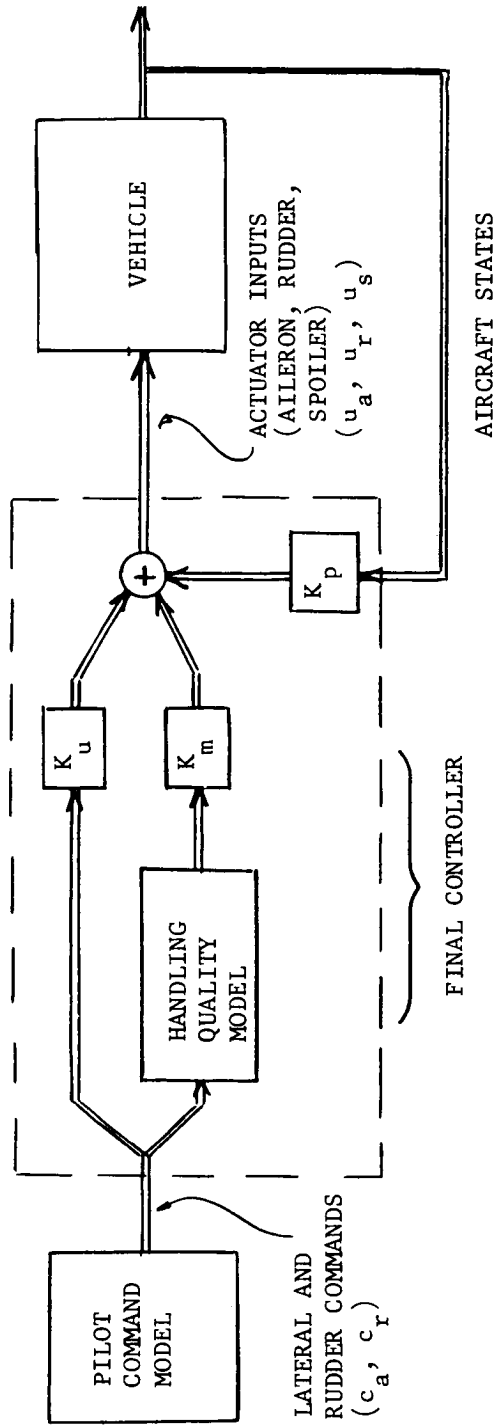 PILOT
COMMAND
MODEL
LATERAL AND
RUDDER COMMANDS
(c_a, c_r)
HANDLING
QUALITY
MODEL
K_u
K_m
+
K_p
FINAL CONTROLLER
ACTUATOR INPUTS
(AILERON, RUDDER,
SPOILER)
(u_a, u_r, u_s)
VEHICLE
AIRCRAFT STATES